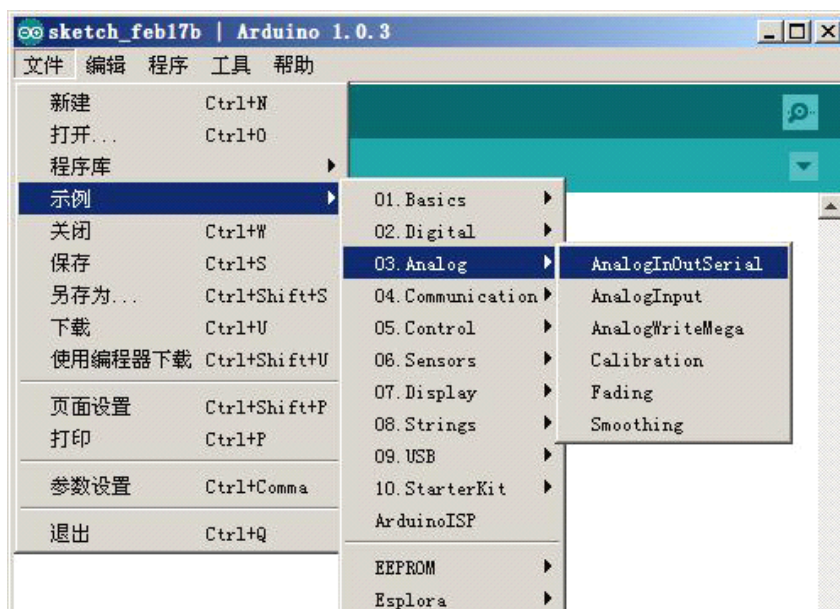 sketch_feb17b | Arduino 1.0.3
文件 编辑 程序 工具 帮助
新建 Ctrl+N
打开... Ctrl+O
程序库
示例
关闭 Ctrl+W
保存 Ctrl+S
另存为... Ctrl+Shift+S
下载 Ctrl+U
使用编程器下载 Ctrl+Shift+U
页面设置 Ctrl+Shift+P
打印 Ctrl+P
参数设置 Ctrl+Comma
退出 Ctrl+Q
01.Basics
02.Digital
03.Analog
04.Communication
05.Control
06.Sensors
07.Display
08.Strings
09.USB
10.StarterKit
ArduinoISP
EEPROM
Esplora
AnalogInOutSerial
AnalogInput
AnalogWriteMega
Calibration
Fading
Smoothing